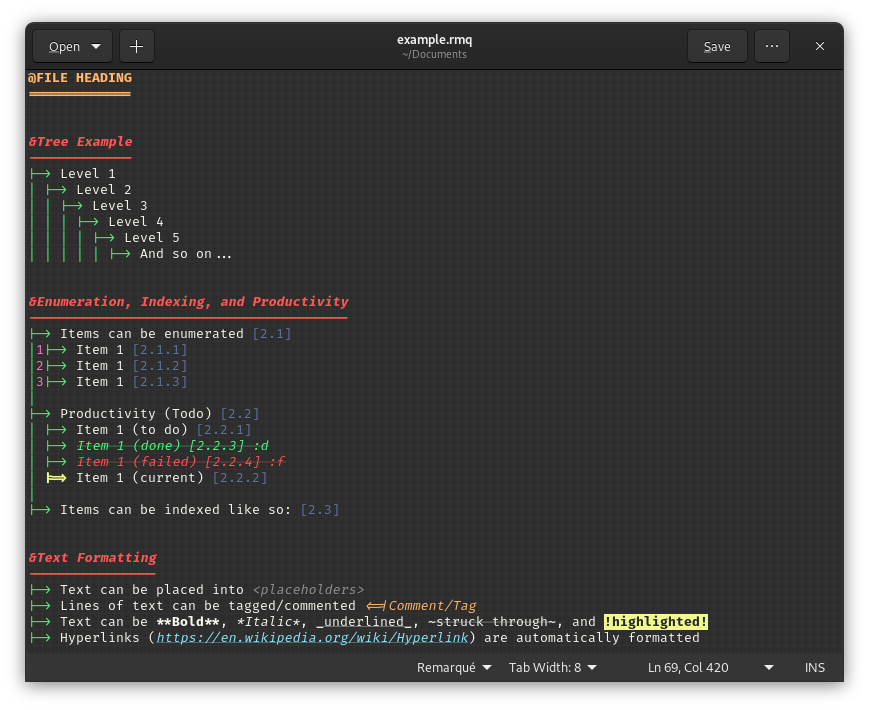 Open
+
example.rmq
~/Documents
Save
@FILE HEADING
═════════════
&Tree Example
─────────────
├─> Level 1
│ ├─> Level 2
│ │ ├─> Level 3
│ │ │ ├─> Level 4
│ │ │ │ ├─> Level 5
│ │ │ │ │ ├─> And so on...
&Enumeration, Indexing, and Productivity
────────────────────────────────────────
├─> Items can be enumerated [2.1]
│1├─> Item 1 [2.1.1]
│2├─> Item 1 [2.1.2]
│3├─> Item 1 [2.1.3]
│
├─> Productivity (Todo) [2.2]
│ ├─> Item 1 (to do) [2.2.1]
│ ├─> Item 1 (done) [2.2.3] :d
│ ├─> Item 1 (failed) [2.2.4] :f
│ ╞═> Item 1 (current) [2.2.2]
│
├─> Items can be indexed like so: [2.3]
&Text Formatting
────────────────
├─> Text can be placed into <placeholders>
├─> Lines of text can be tagged/commented <=|Comment/Tag
├─> Text can be **Bold**, *Italic*, _underlined_, ~struck through~, and !highlighted!
├─> Hyperlinks (https://en.wikipedia.org/wiki/Hyperlink) are automatically formatted
Remarqué Tab Width: 8 Ln 69, Col 420 INS